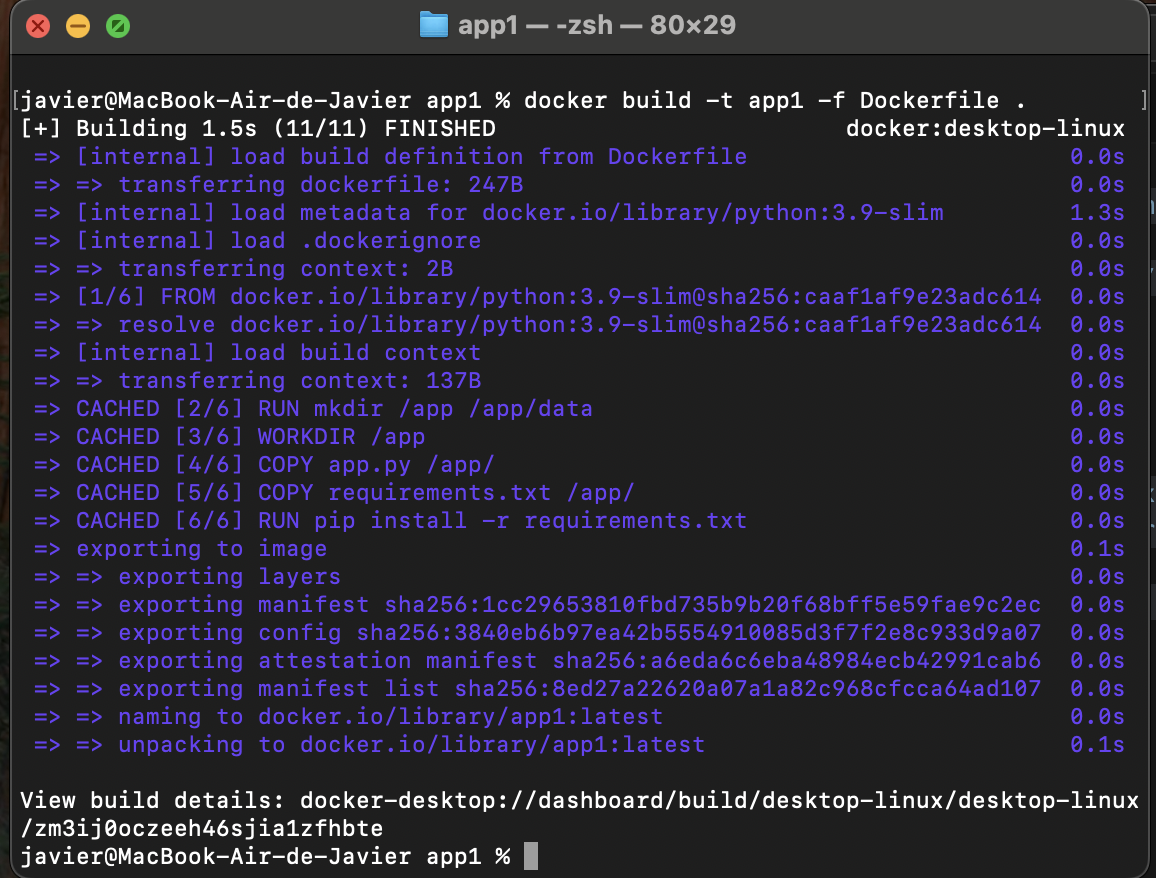 app1 — -zsh — 80×29
[javier@MacBook-Air-de-Javier app1 % docker build -t app1 -f Dockerfile . ]
[+] Building 1.5s (11/11) FINISHED docker:desktop-linux
=> [internal] load build definition from Dockerfile 0.0s
=> => transferring dockerfile: 247B 0.0s
=> [internal] load metadata for docker.io/library/python:3.9-slim 1.3s
=> [internal] load .dockerignore 0.0s
=> => transferring context: 2B 0.0s
=> [1/6] FROM docker.io/library/python:3.9-slim@sha256:caaf1af9e23adc614 0.0s
=> => resolve docker.io/library/python:3.9-slim@sha256:caaf1af9e23adc614 0.0s
=> [internal] load build context 0.0s
=> => transferring context: 137B 0.0s
=> CACHED [2/6] RUN mkdir /app /app/data 0.0s
=> CACHED [3/6] WORKDIR /app 0.0s
=> CACHED [4/6] COPY app.py /app/ 0.0s
=> CACHED [5/6] COPY requirements.txt /app/ 0.0s
=> CACHED [6/6] RUN pip install -r requirements.txt 0.0s
=> exporting to image 0.1s
=> => exporting layers 0.0s
=> => exporting manifest sha256:1cc29653810fbd735b9b20f68bff5e59fae9c2ec 0.0s
=> => exporting config sha256:3840eb6b97ea42b5554910085d3f7f2e8c933d9a07 0.0s
=> => exporting attestation manifest sha256:a6eda6c6eba48984ecb42991cab6 0.0s
=> => exporting manifest list sha256:8ed27a22620a07a1a82c968cfcca64ad107 0.0s
=> => naming to docker.io/library/app1:latest 0.0s
=> => unpacking to docker.io/library/app1:latest 0.1s
View build details: docker-desktop://dashboard/build/desktop-linux/desktop-linux
/zm3ij0oczeeh46sjia1zfhbte
javier@MacBook-Air-de-Javier app1 %